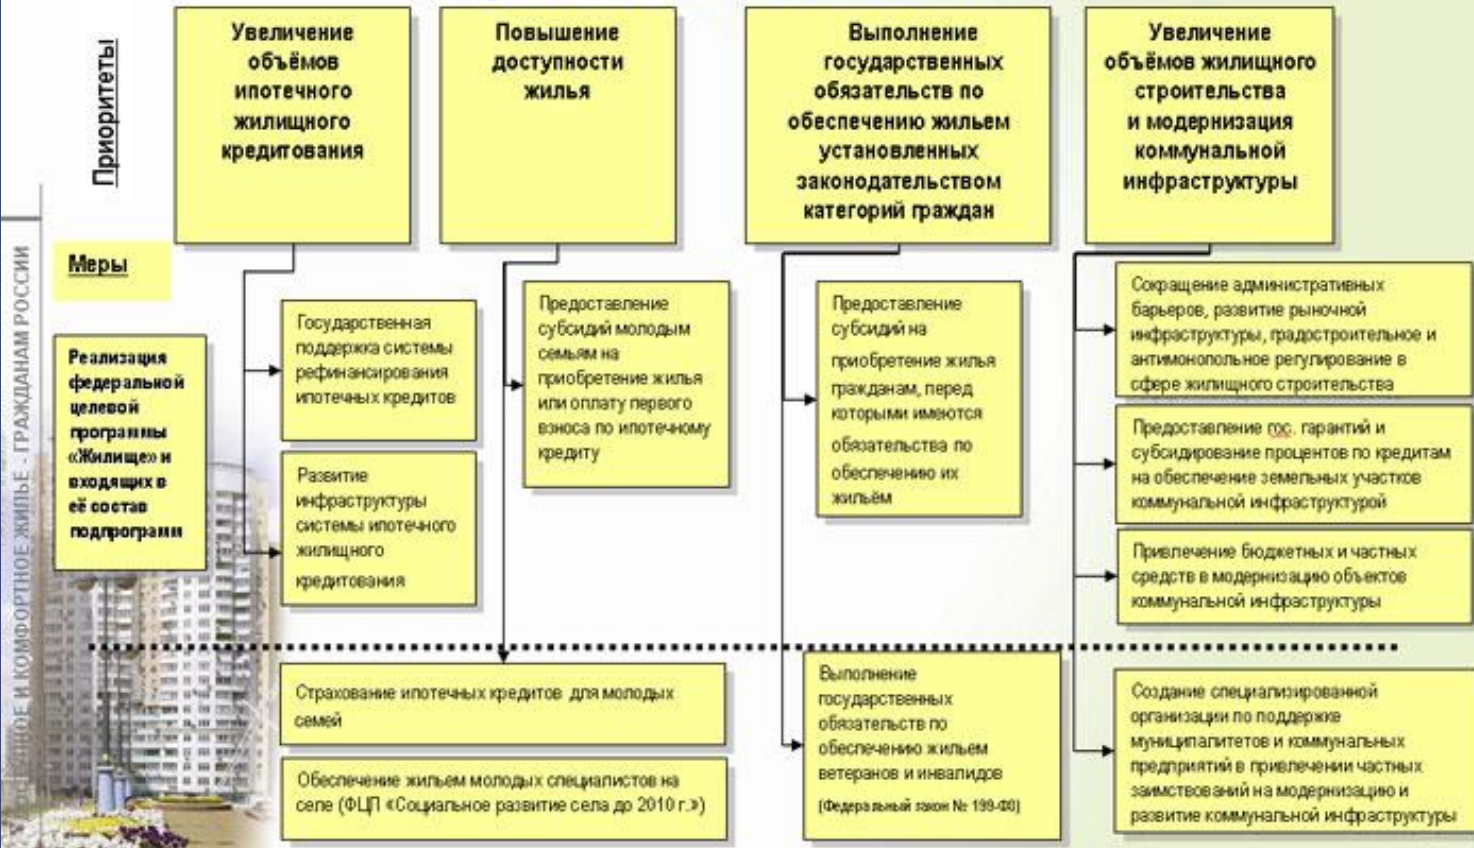 Приоритеты
Увеличение
объёмов
ипотечного
жилищного
кредитования
Повышение
доступности
жилья
Выполнение
государственных
обязательств по
обеспечению жильем
установленных
законодательством
категорий граждан
Увеличение
объёмов жилищного
строительства
и модернизация
коммунальной
инфраструктуры
Меры
Реализация
федеральной
целевой
программы
«Жилище» и
входящих в
её состав
подпрограмм
Государственная
поддержка системы
рефинансирования
ипотечных кредитов
Развитие
инфраструктуры
системы ипотечного
жилищного
кредитования
Предоставление
субсидий молодым
семьям на
приобретение жилья
или оплату первого
взноса по ипотечному
кредиту
Предоставление
субсидий на
приобретение жилья
гражданам, перед
которыми имеются
обязательства по
обеспечению их
жильём
Сокращение административных
барьеров, развитие рыночной
инфраструктуры, градостроительное и
антимонопольное регулирование в
сфере жилищного строительства
Предоставление гос. гарантий и
субсидирование процентов по кредитам
на обеспечение земельных участков
коммунальной инфраструктурой
Привлечение бюджетных и частных
средств в модернизацию объектов
коммунальной инфраструктуры
Страхование ипотечных кредитов для молодых
семей
Обеспечение жильем молодых специалистов на
селе (ФЦП «Социальное развитие села до 2010 г.»)
Выполнение
государственных
обязательств по
обеспечению жильем
ветеранов и инвалидов
(Федеральный закон № 199-ФЗ)
Создание специализированной
организации по поддержке
муниципалитетов и коммунальных
предприятий в привлечении частных
заимствований на модернизацию и
развитие коммунальной инфраструктуры
И КОМФОРТНОЕ ЖИЛЬЕ - ГРАЖДАНАМ РОССИИ